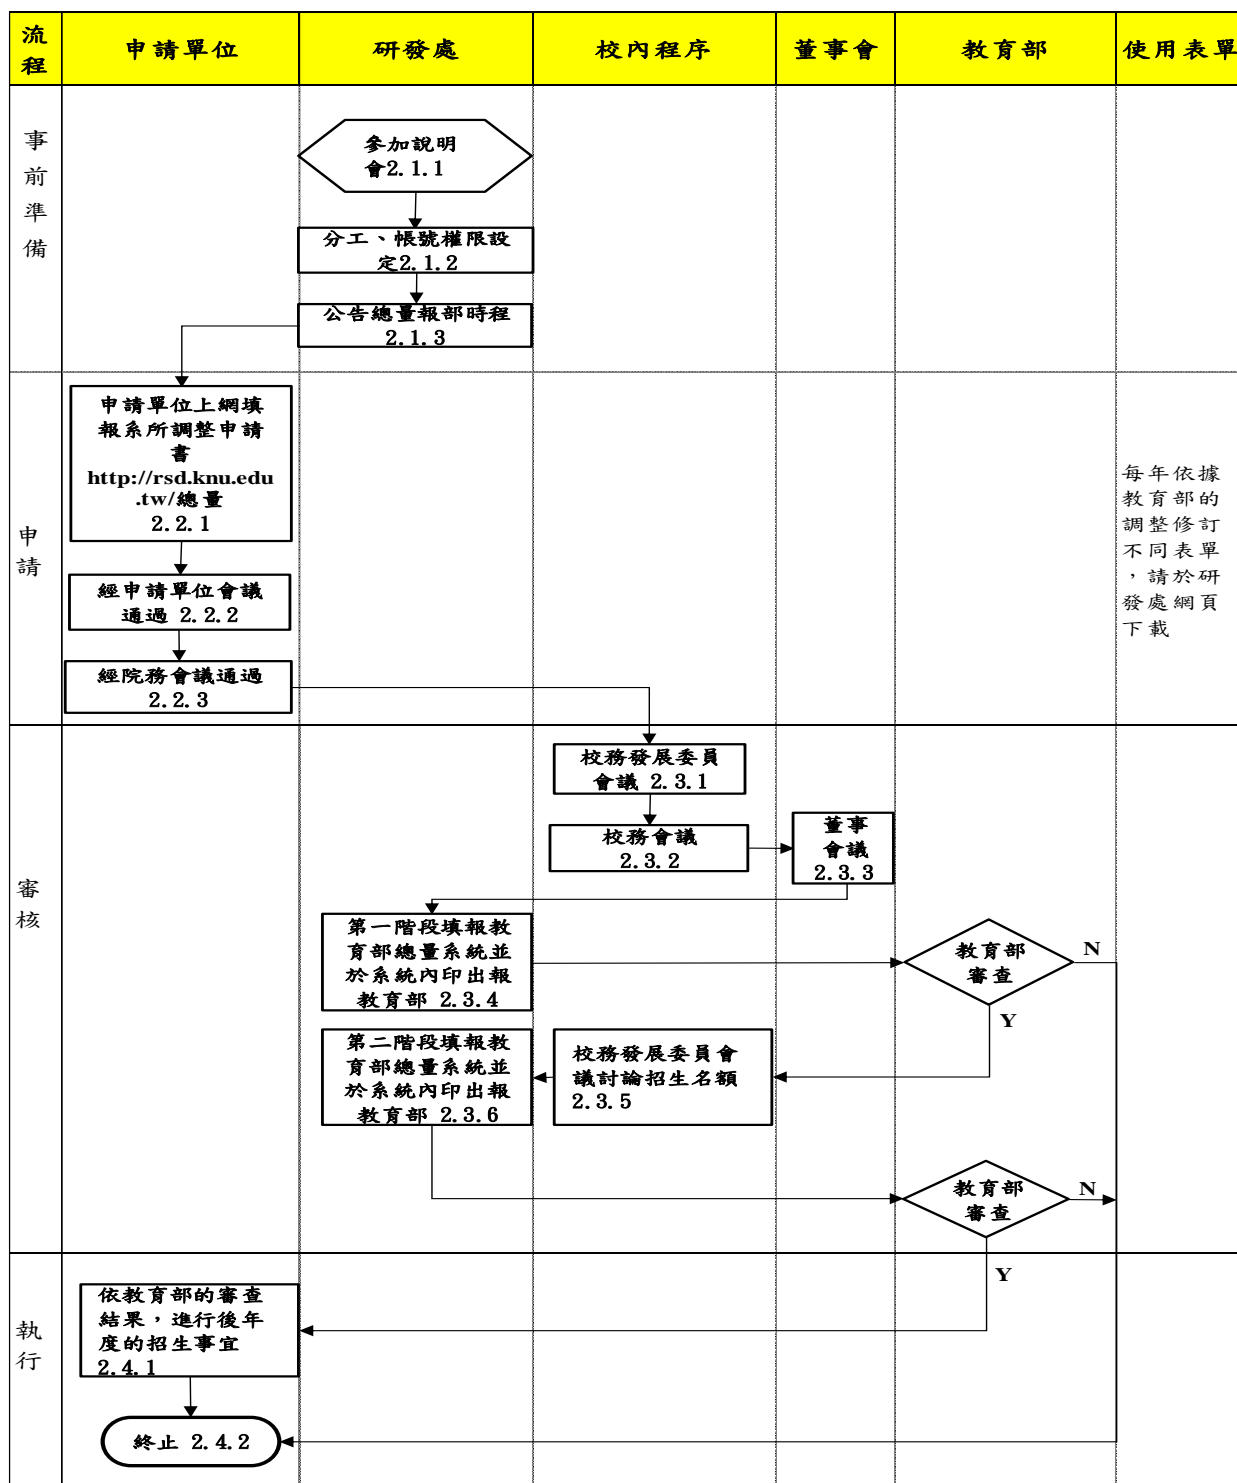 流程
申請單位
研發處
校內程序
董事會
教育部
使用表單
事前準備
參加說明
會2.1.1
分工、帳號權限設
定2.1.2
公告總量報部時程
2.1.3
申請
申請單位上網填
報系所調整申請
書
http://rsd.knu.edu
.tw/總量
2.2.1
經申請單位會議
通過 2.2.2
經院務會議通過
2.2.3
每年依據
教育部的
調整修訂
不同表單
，請於研
發處網頁
下載
審核
校務發展委員
會議 2.3.1
校務會議
2.3.2
董事
會議
2.3.3
第一階段填報教
育部總量系統並
於系統內印出報
教育部 2.3.4
教育部
審查
N
Y
校務發展委員會
議討論招生名額
2.3.5
第二階段填報教
育部總量系統並
於系統內印出報
教育部 2.3.6
教育部
審查
N
Y
執行
依教育部的審查
結果，進行後年
度的招生事宜
2.4.1
終止 2.4.2